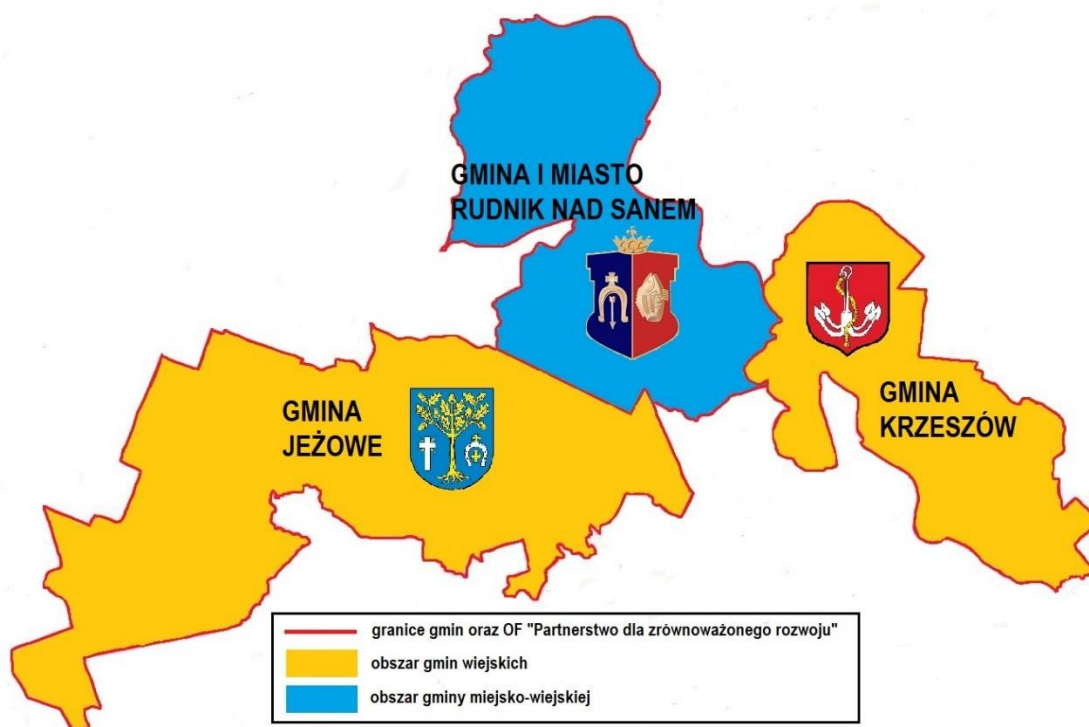 GMINA I MIASTO
RUDNIK NAD SANEM
GMINA
JEŻOWE
GMINA
KRZESZÓW
granice gmin oraz OF "Partnerstwo dla zrównoważonego rozwoju"
obszar gmin wiejskich
obszar gminy miejsko-wiejskiej